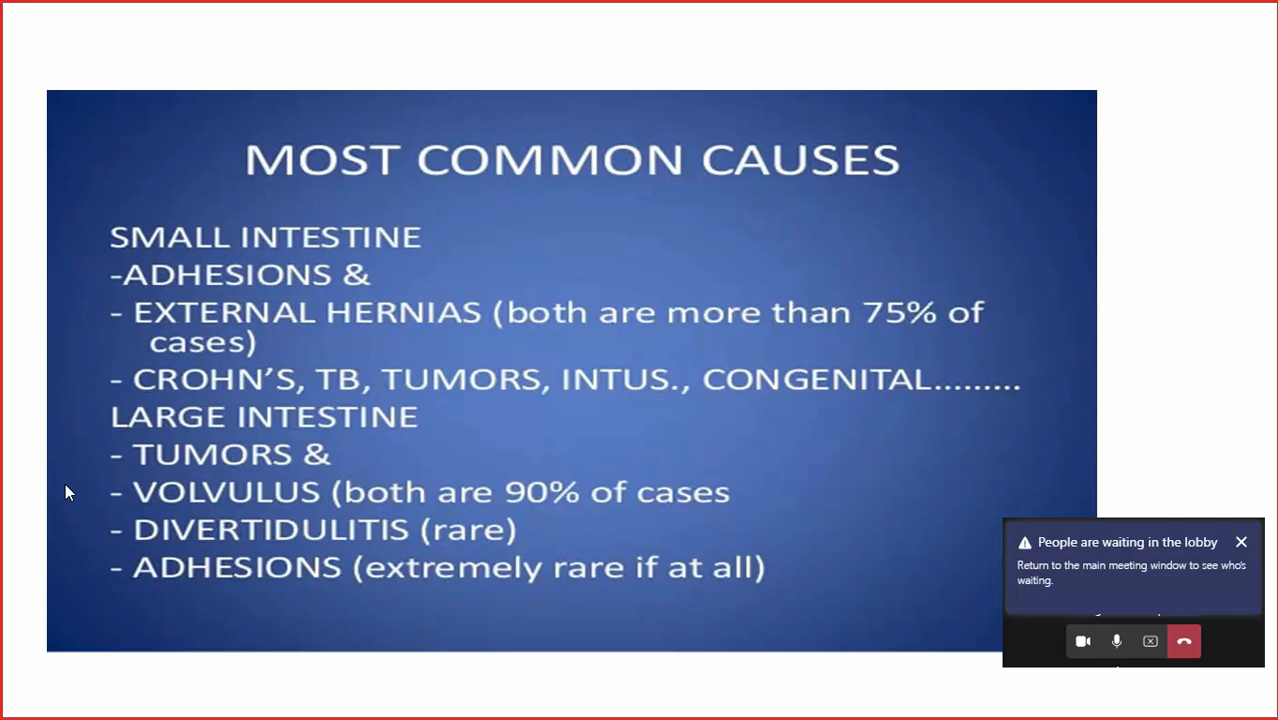 MOST COMMON CAUSES
SMALL INTESTINE
-ADHESIONS &
- EXTERNAL HERNIAS (both are more than 75% of
cases)
- CROHN'S, TB, TUMORS, INTUS., CONGENITAL.........
LARGE INTESTINE
- TUMORS &
- VOLVULUS (both are 90% of cases
- DIVERTIDULITIS (rare)
- ADHESIONS (extremely rare if at all)
People are waiting in the lobby
Return to the main meeting window to see who's
waiting.